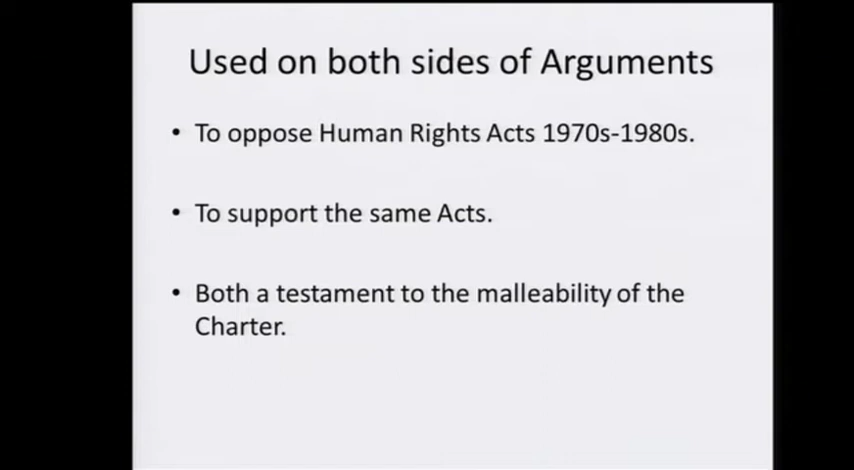 Used on both sides of Arguments
• To oppose Human Rights Acts 1970s-1980s.
• To support the same Acts.
• Both a testament to the malleability of the
Charter.